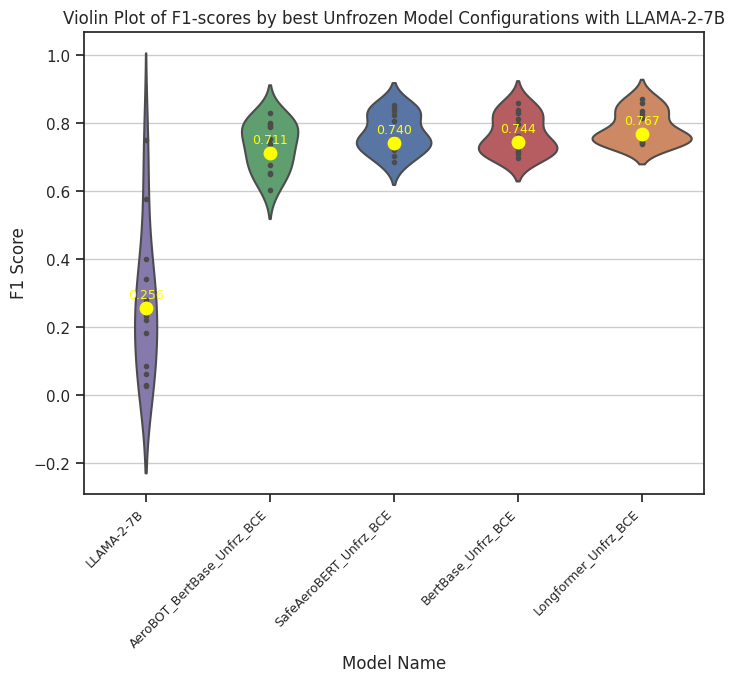 Violin Plot of F1-scores by best Unfrozen Model Configurations with LLAMA-2-7B
1.0
0.8
0.6
0.4
0.2
0.0
−0.2
F1 Score
0.256
0.711
0.740
0.744
0.767
LLAMA-2-7B
AeroBOT_BertBase_Unfrz_BCE
SafeAeroBERT_Unfrz_BCE
BertBase_Unfrz_BCE
Longformer_Unfrz_BCE
Model Name